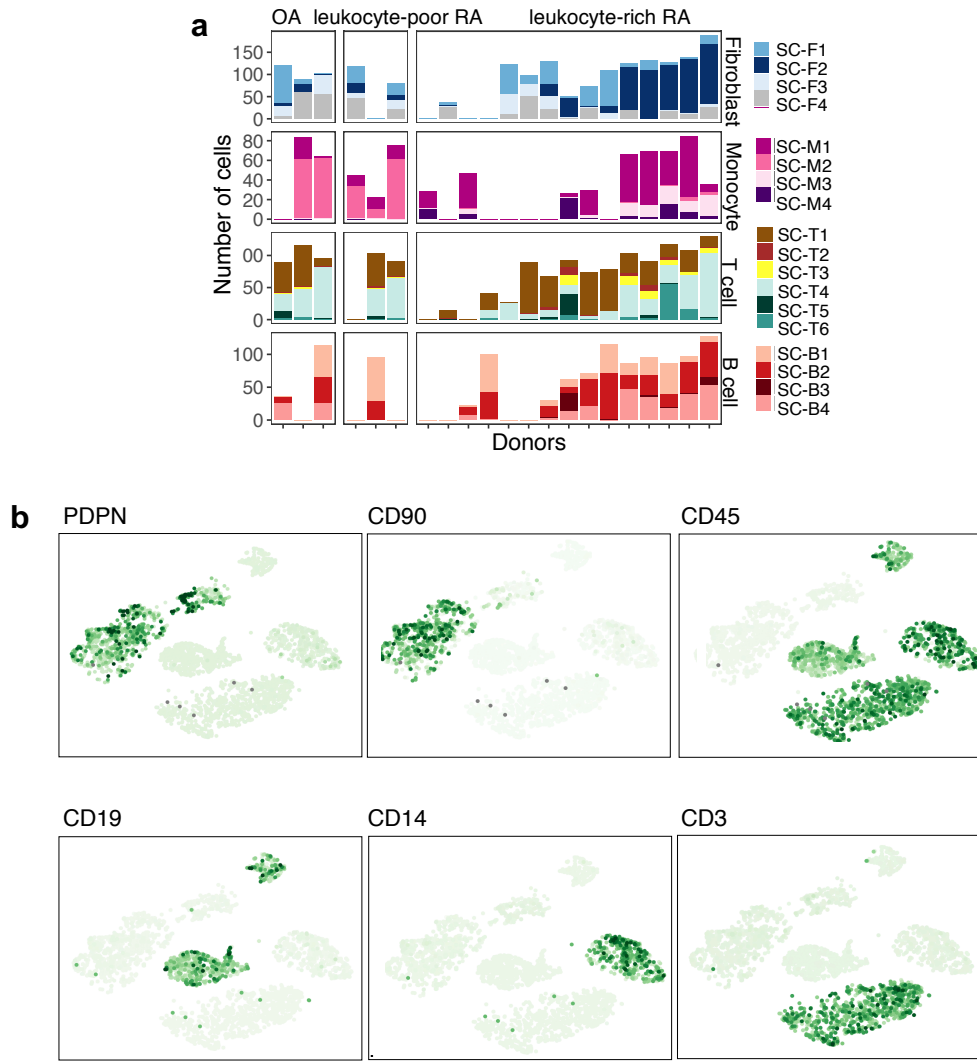 a
OA leukocyte-poor RA leukocyte-rich RA
Number of cells
150
100
50
0
Fibroblast
SC-F1
SC-F2
SC-F3
SC-F4
80
60
40
20
0
Monocyte
SC-M1
SC-M2
SC-M3
SC-M4
00
50
0
T cell
SC-T1
SC-T2
SC-T3
SC-T4
SC-T5
SC-T6
100
50
0
B cell
SC-B1
SC-B2
SC-B3
SC-B4
Donors
b
PDPN CD90 CD45
CD19 CD14 CD3